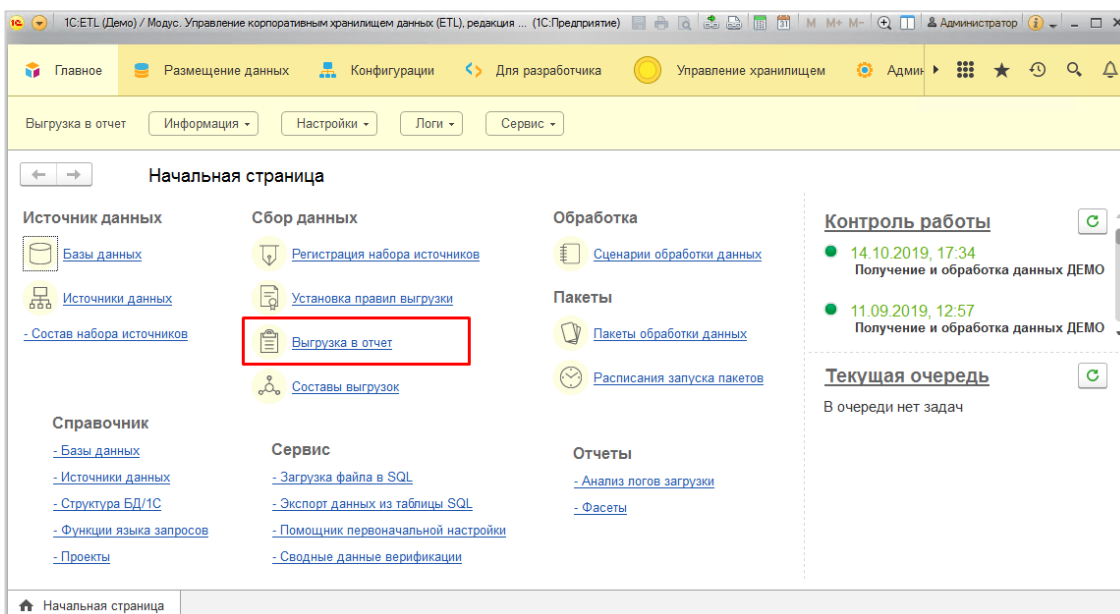 1С:ETL (Демо) / Модус. Управление корпоративным хранилищем данных (ETL), редакция ... (1С:Предприятие) M M+ M- Администратор
Главное Размещение данных Конфигурации Для разработчика Управление хранилищем Админ
Выгрузка в отчет Информация Настройки Логи Сервис
Начальная страница
Источник данных
Базы данных
Источники данных
- Состав набора источников
Сбор данных
Регистрация набора источников
Установка правил выгрузки
Выгрузка в отчет
Составы выгрузок
Обработка
Сценарии обработки данных
Пакеты
Пакеты обработки данных
Расписания запуска пакетов
Справочник
- Базы данных
- Источники данных
- Структура БД/1С
- Функции языка запросов
- Проекты
Сервис
- Загрузка файла в SQL
- Экспорт данных из таблицы SQL
- Помощник первоначальной настройки
- Сводные данные верификации
Отчеты
- Анализ логов загрузки
- Фасеты
Контроль работы
14.10.2019, 17:34
Получение и обработка данных ДЕМО
11.09.2019, 12:57
Получение и обработка данных ДЕМО
Текущая очередь
В очереди нет задач
Начальная страница